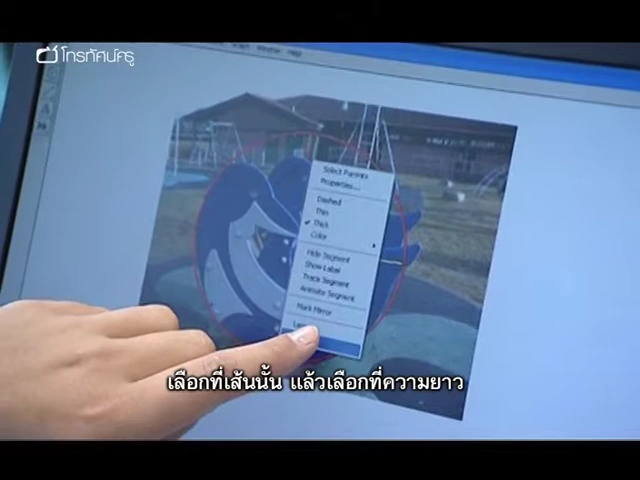 โทรทัศน์ครู
Window Help
Select Parents
Properties...
Dashed
Thin
Thick
Color
Hide Segment
Show Label
Trace Segment
Animate Segment
Mark Mirror
เลือกที่เส้นนั้น แล้วเลือกที่ความยาว